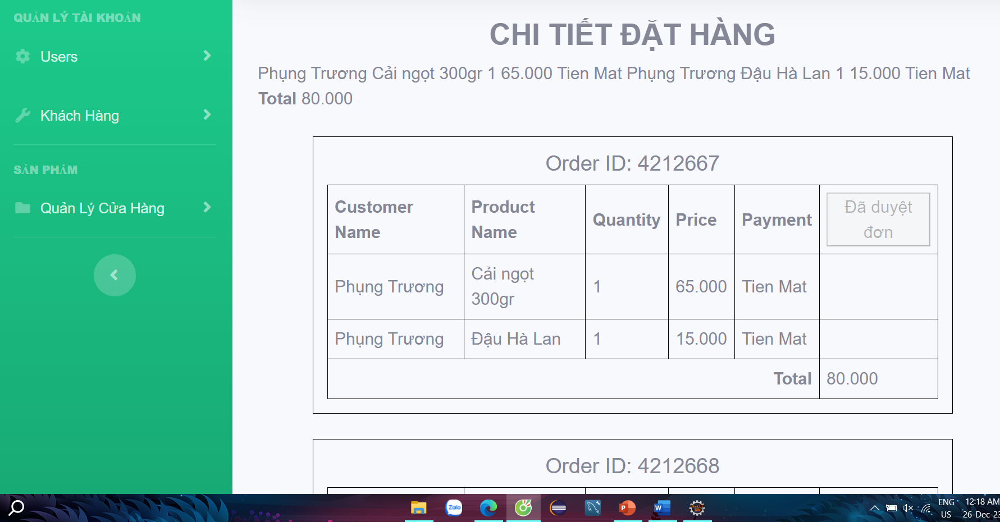 QUẢN LÝ TÀI KHOẢN
Users
Khách Hàng
SẢN PHẨM
Quản Lý Cửa Hàng
CHI TIẾT ĐẶT HÀNG
Phụng Trương Cải ngọt 300gr 1 65.000 Tien Mat Phụng Trương Đậu Hà Lan 1 15.000 Tien Mat
Total 80.000
Order ID: 4212667
Customer Name Product Name Quantity Price Payment Đã duyệt đơn
Phụng Trương Cải ngọt 300gr 1 65.000 Tien Mat
Phụng Trương Đậu Hà Lan 1 15.000 Tien Mat
Total 80.000
Order ID: 4212668
Zalo
P
W
ENG
US
12:18 AM
26-Dec-23